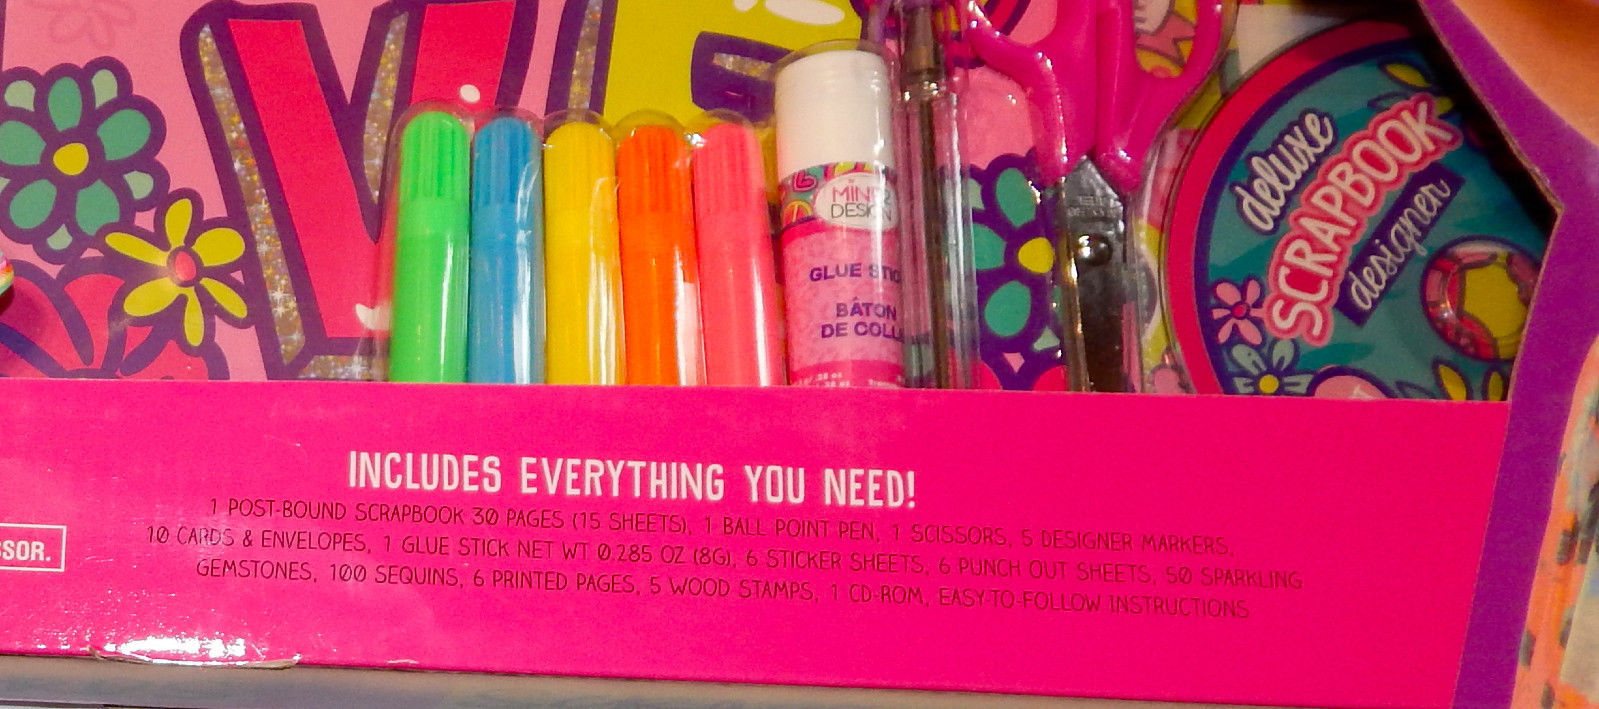 VE
MINI
DESIGN
GLUE
BÂTON
DE
deluxe
SCRAPBOOK
designer
INCLUDES EVERYTHING YOU NEED!
1 POST-BOUND SCRAPBOOK 30 PAGES (15 SHEETS), 1 BALL POINT PEN, 1 SCISSORS, 5 DESIGNER MARKERS,
10 CARDS & ENVELOPES, 1 GLUE STICK NET WT 0.285 OZ (8G), 6 STICKER SHEETS, 6 PUNCH OUT SHEETS, 50 SPARKLING
GEMSTONES, 100 SEQUINS, 6 PRINTED PAGES, 5 WOOD STAMPS, 1 CD-ROM, EASY-TO-FOLLOW INSTRUCTIONS
SSOR.